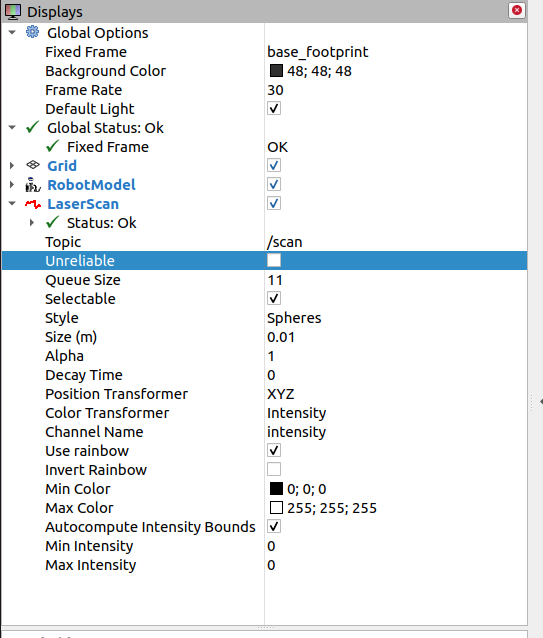 Displays
Global Options
Fixed Frame base_footprint
Background Color 48; 48; 48
Frame Rate 30
Default Light
Global Status: Ok
Fixed Frame OK
Grid
RobotModel
LaserScan
Status: Ok
Topic /scan
Unreliable
Queue Size 11
Selectable
Style Spheres
Size (m) 0.01
Alpha 1
Decay Time 0
Position Transformer XYZ
Color Transformer Intensity
Channel Name intensity
Use rainbow
Invert Rainbow
Min Color 0; 0; 0
Max Color 255; 255; 255
Autocompute Intensity Bounds
Min Intensity 0
Max Intensity 0